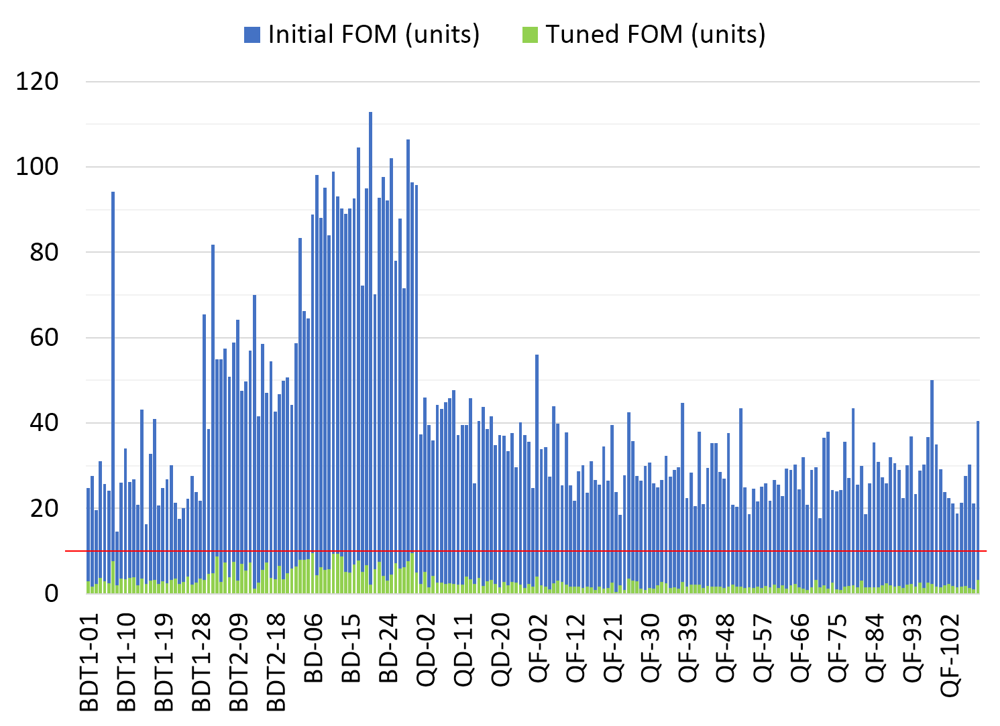 Initial FOM (units) Tuned FOM (units)
120
100
80
60
40
20
0
BDT1-01
BDT1-10
BDT1-19
BDT1-28
BDT2-09
BDT2-18
BD-06
BD-15
BD-24
QD-02
QD-11
QD-20
QF-02
QF-12
QF-21
QF-30
QF-39
QF-48
QF-57
QF-66
QF-75
QF-84
QF-93
QF-102